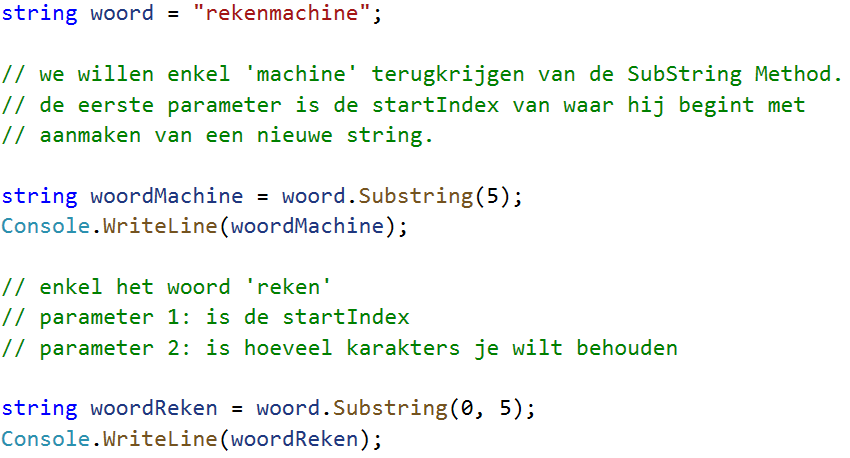 string woord = "rekenmachine";
// we willen enkel 'machine' terugkrijgen van de SubString Method.
// de eerste parameter is de startIndex van waar hij begint met
// aanmaken van een nieuwe string.
string woordMachine = woord.Substring(5);
Console.WriteLine(woordMachine);
// enkel het woord 'reken'
// parameter 1: is de startIndex
// parameter 2: is hoeveel karakters je wilt behouden
string woordReken = woord.Substring(0, 5);
Console.WriteLine(woordReken);